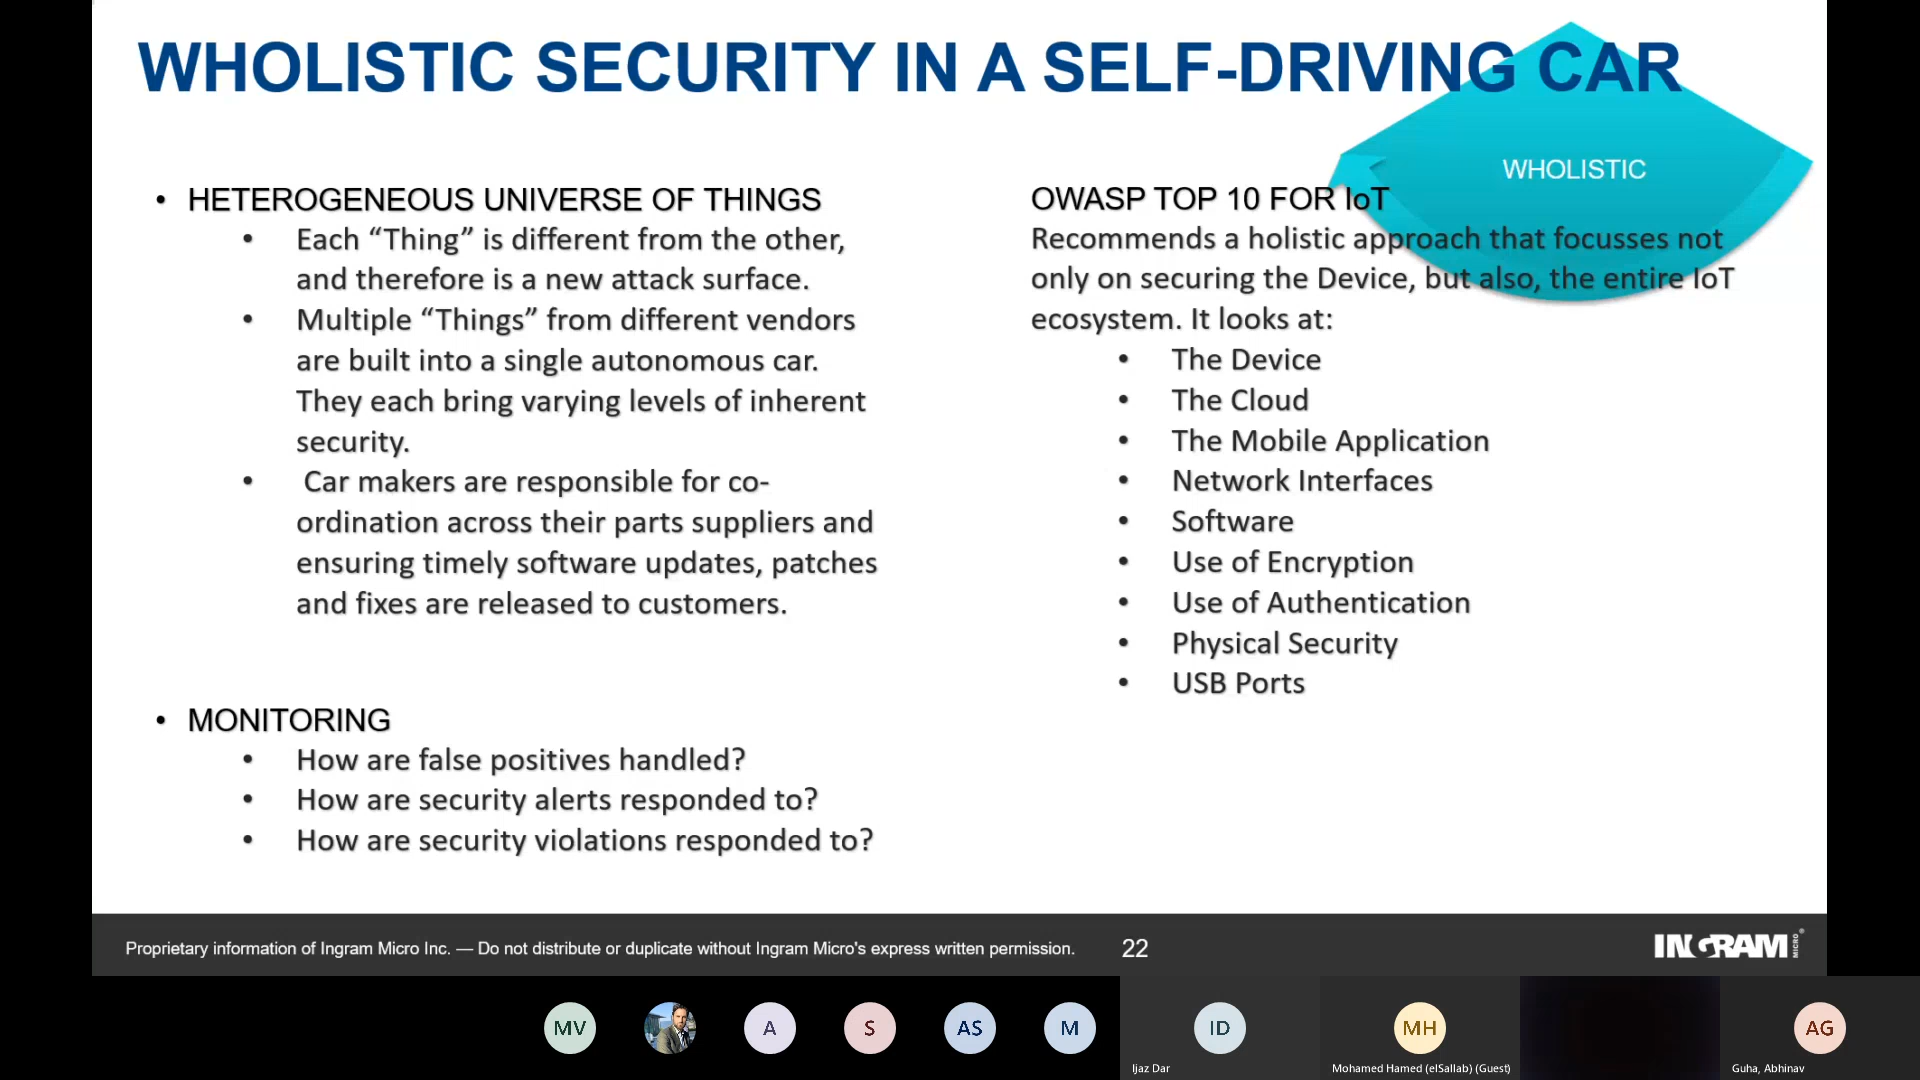 WHOLISTIC SECURITY IN A SELF-DRIVING CAR
WHOLISTIC
• HETEROGENEOUS UNIVERSE OF THINGS
• Each “Thing” is different from the other,
and therefore is a new attack surface.
• Multiple “Things” from different vendors
are built into a single autonomous car.
They each bring varying levels of inherent
security.
• Car makers are responsible for co-
ordination across their parts suppliers and
ensuring timely software updates, patches
and fixes are released to customers.
• MONITORING
• How are false positives handled?
• How are security alerts responded to?
• How are security violations responded to?
OWASP TOP 10 FOR IoT
Recommends a holistic approach that focusses not
only on securing the Device, but also, the entire IoT
ecosystem. It looks at:
• The Device
• The Cloud
• The Mobile Application
• Network Interfaces
• Software
• Use of Encryption
• Use of Authentication
• Physical Security
• USB Ports
Proprietary information of Ingram Micro Inc. — Do not distribute or duplicate without Ingram Micro's express written permission.
22
INGRAM MICRO®
MV
A
S
AS
M
ID
MH
AG
Ijaz Dar
Mohamed Hamed (elSallab) (Guest)
Guha, Abhinav